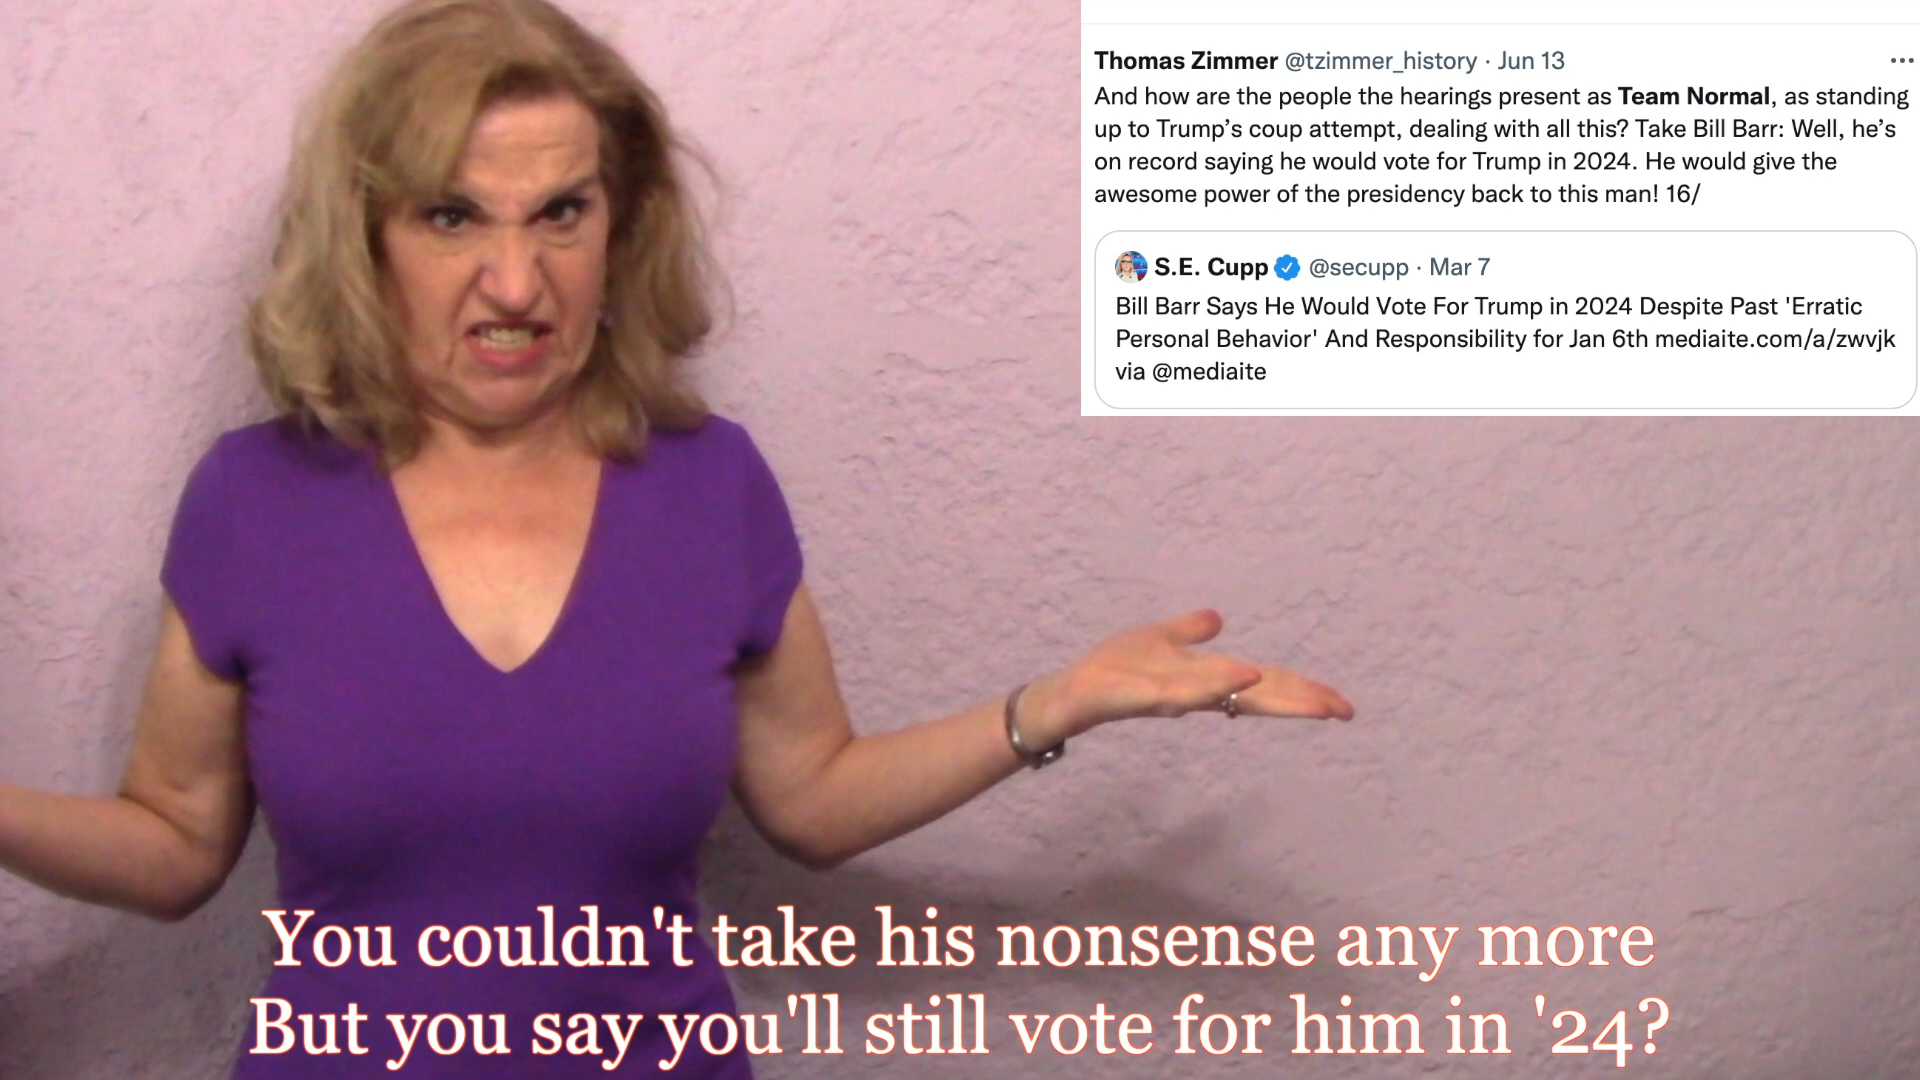 Thomas Zimmer @tzimmer_history · Jun 13
And how are the people the hearings present as Team Normal, as standing
up to Trump’s coup attempt, dealing with all this? Take Bill Barr: Well, he’s
on record saying he would vote for Trump in 2024. He would give the
awesome power of the presidency back to this man! 16/
S.E. Cupp @secupp · Mar 7
Bill Barr Says He Would Vote For Trump in 2024 Despite Past 'Erratic
Personal Behavior' And Responsibility for Jan 6th mediaite.com/a/zwvjk
via @mediaite
You couldn't take his nonsense any more
But you say you'll still vote for him in '24?